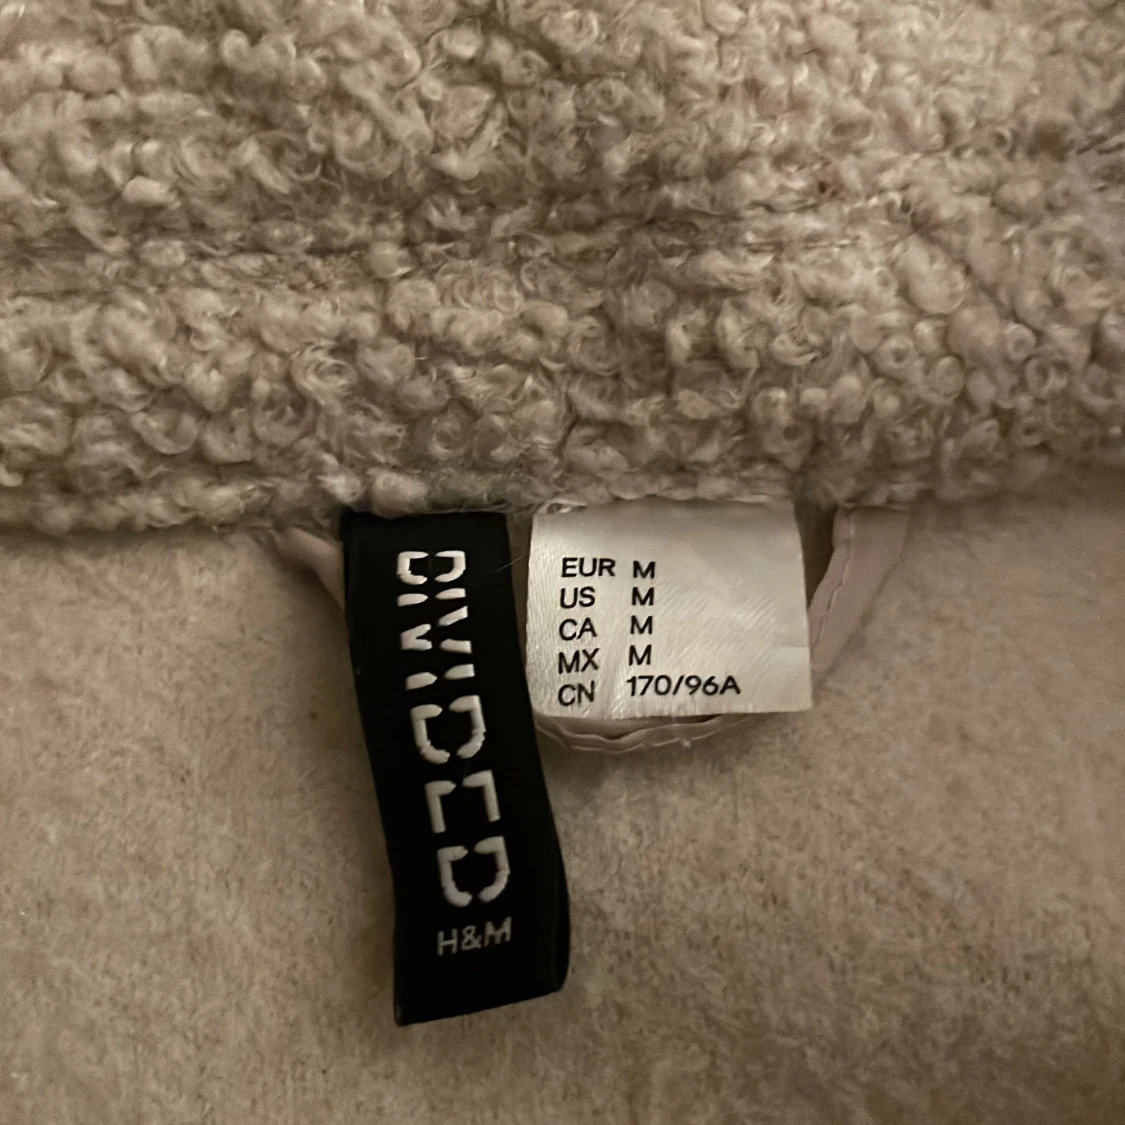 DIVIDED
H&M
EUR M
US M
CA M
MX M
CN 170/96A